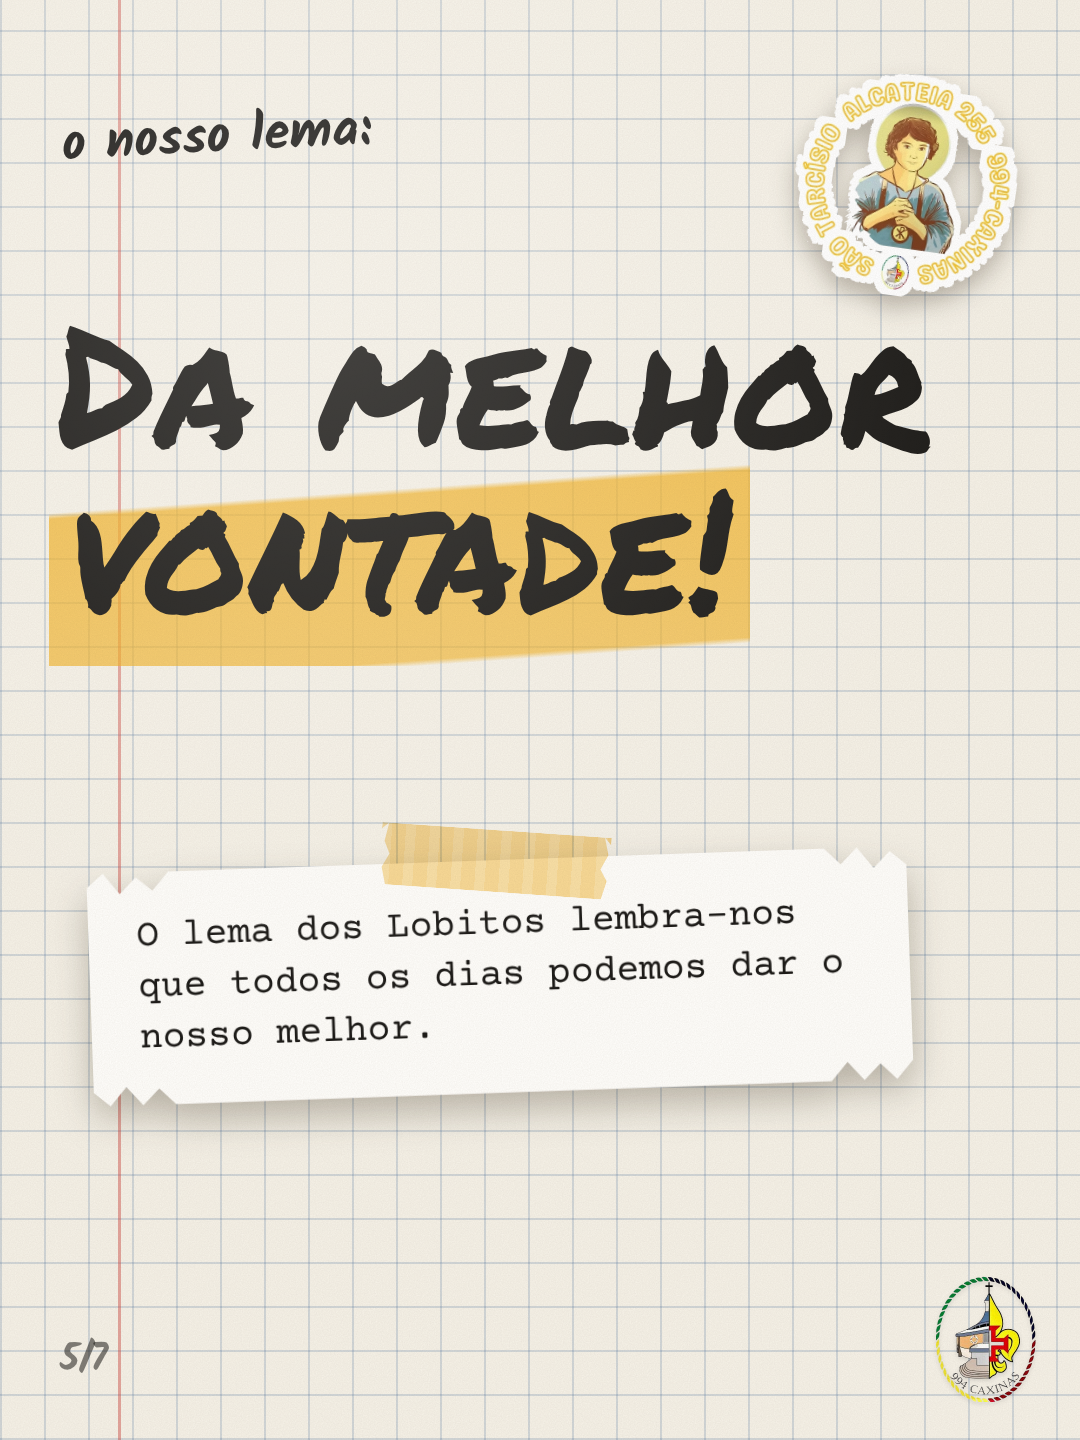 o nosso lema:
SÃO TARCÍSIO ALCATEIA 255 994-CAXINAS
DA MELHOR
VONTADE!
O lema dos Lobitos lembra-nos
que todos os dias podemos dar o
nosso melhor.
5/7
994 CAXINAS